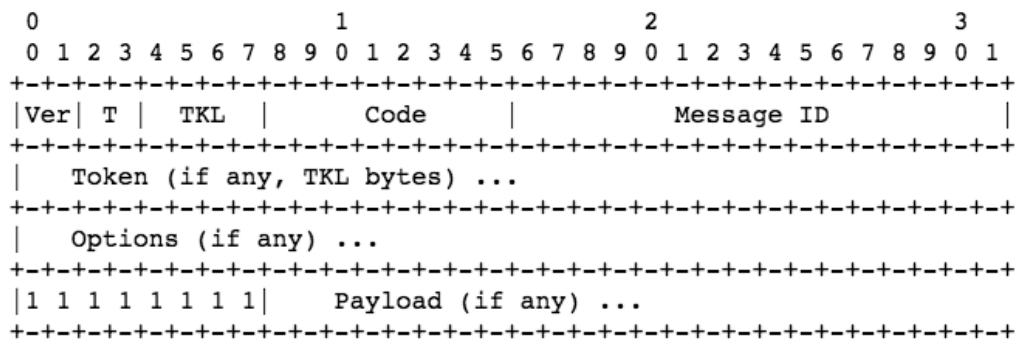 0                   1                   2                   3
 0 1 2 3 4 5 6 7 8 9 0 1 2 3 4 5 6 7 8 9 0 1 2 3 4 5 6 7 8 9 0 1
+-+-+-+-+-+-+-+-+-+-+-+-+-+-+-+-+-+-+-+-+-+-+-+-+-+-+-+-+-+-+-+-+
|Ver| T |  TKL  |      Code     |          Message ID           |
+-+-+-+-+-+-+-+-+-+-+-+-+-+-+-+-+-+-+-+-+-+-+-+-+-+-+-+-+-+-+-+-+
|   Token (if any, TKL bytes) ...
+-+-+-+-+-+-+-+-+-+-+-+-+-+-+-+-+-+-+-+-+-+-+-+-+-+-+-+-+-+-+-+-+
|   Options (if any) ...
+-+-+-+-+-+-+-+-+-+-+-+-+-+-+-+-+-+-+-+-+-+-+-+-+-+-+-+-+-+-+-+-+
|1 1 1 1 1 1 1 1|    Payload (if any) ...
+-+-+-+-+-+-+-+-+-+-+-+-+-+-+-+-+-+-+-+-+-+-+-+-+-+-+-+-+-+-+-+-+